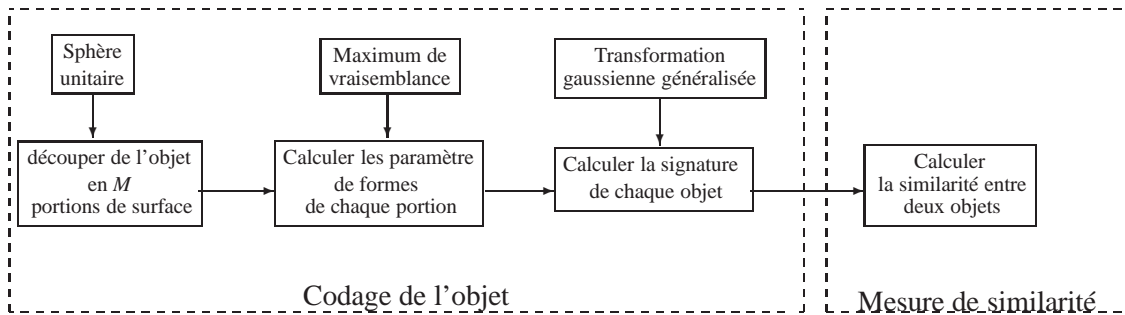 Sphère
unitaire
Maximum de
vraisemblance
Transformation
gaussienne généralisée
découper de l’objet
en M
portions de surface
Calculer les paramètre
de formes
de chaque portion
Calculer la signature
de chaque objet
Calculer
la similarité entre
deux objets
Codage de l’objet
Mesure de similarité